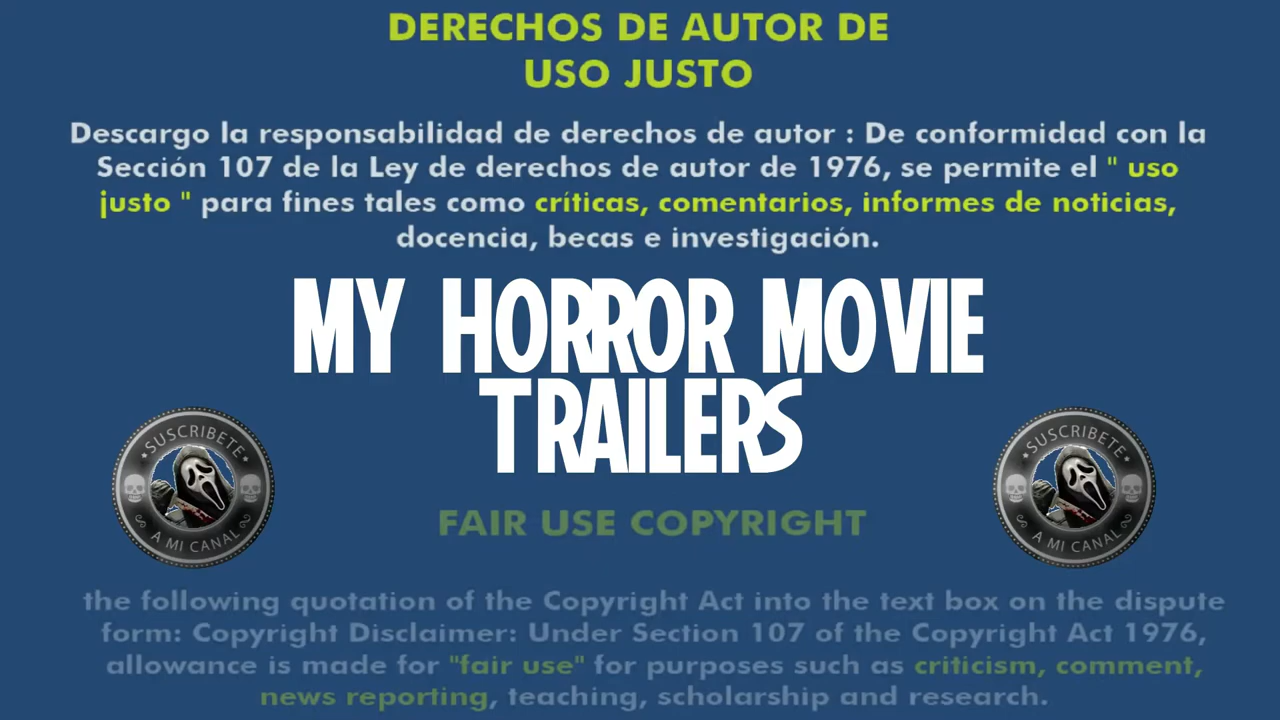 DERECHOS DE AUTOR DE
USO JUSTO
Descargo la responsabilidad de derechos de autor : De conformidad con la
Sección 107 de la Ley de derechos de autor de 1976, se permite el " uso
justo " para fines tales como críticas, comentarios, informes de noticias,
docencia, becas e investigación.
MY HORROR MOVIE
TRAILERS
SUSCRIBETE
A MI CANAL
SUSCRIBETE
A MI CANAL
FAIR USE COPYRIGHT
the following quotation of the Copyright Act into the text box on the dispute
form: Copyright Disclaimer: Under Section 107 of the Copyright Act 1976,
allowance is made for "fair use" for purposes such as criticism, comment,
news reporting, teaching, scholarship and research.